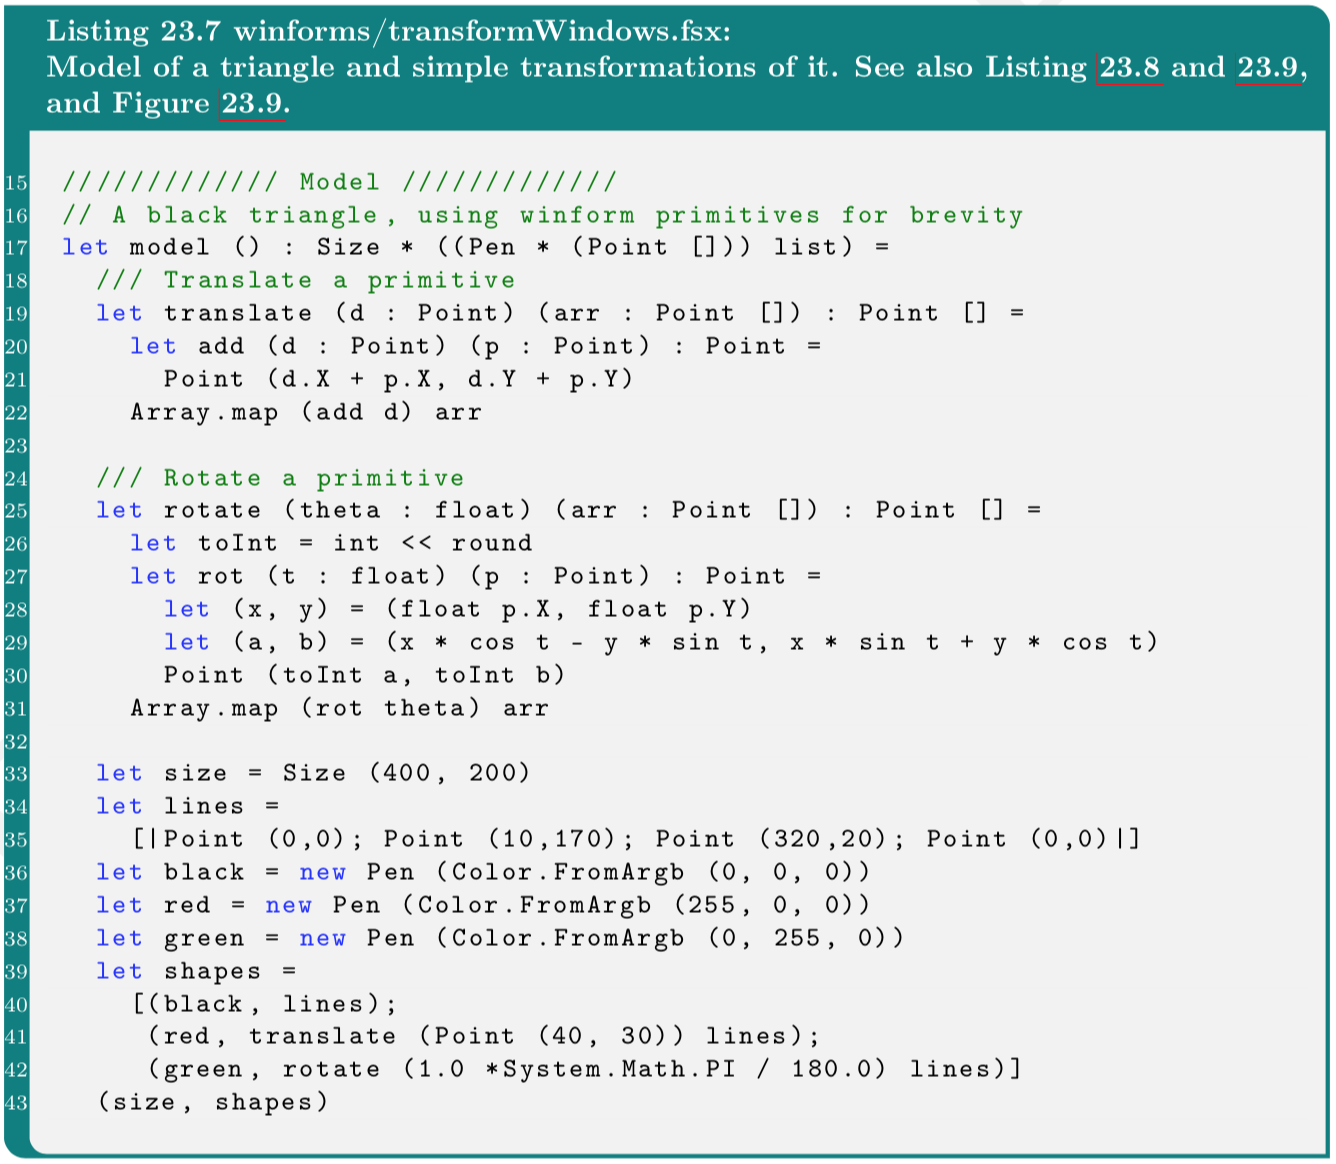 Listing 23.7 winforms/transformWindows.fsx:
Model of a triangle and simple transformations of it. See also Listing 23.8 and 23.9,
and Figure 23.9.
15 ///////////// Model /////////////
16 // A black triangle, using winform primitives for brevity
17 let model () : Size * ((Pen * (Point [])) list) =
18   /// Translate a primitive
19   let translate (d : Point) (arr : Point []) : Point [] =
20     let add (d : Point) (p : Point) : Point =
21       Point (d.X + p.X, d.Y + p.Y)
22     Array.map (add d) arr
23
24   /// Rotate a primitive
25   let rotate (theta : float) (arr : Point []) : Point [] =
26     let toInt = int << round
27     let rot (t : float) (p : Point) : Point =
28       let (x, y) = (float p.X, float p.Y)
29       let (a, b) = (x * cos t - y * sin t, x * sin t + y * cos t)
30       Point (toInt a, toInt b)
31     Array.map (rot theta) arr
32
33   let size = Size (400, 200)
34   let lines =
35     [|Point (0,0); Point (10,170); Point (320,20); Point (0,0)|]
36   let black = new Pen (Color.FromArgb (0, 0, 0))
37   let red = new Pen (Color.FromArgb (255, 0, 0))
38   let green = new Pen (Color.FromArgb (0, 255, 0))
39   let shapes =
40     [(black, lines);
41      (red, translate (Point (40, 30)) lines);
42      (green, rotate (1.0 *System.Math.PI / 180.0) lines)]
43   (size, shapes)